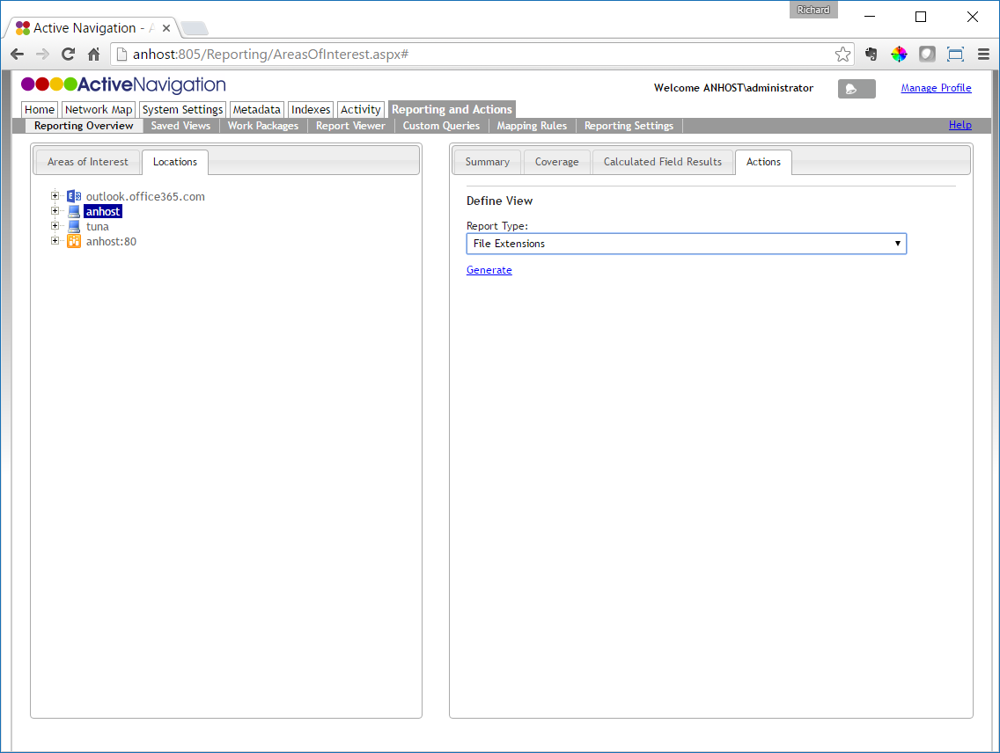 Richard
Active Navigation - A
anhost:805/Reporting/AreasOfInterest.aspx#
ActiveNavigation
Welcome ANHOST\administrator
Manage Profile
Home Network Map System Settings Metadata Indexes Activity Reporting and Actions
Reporting Overview Saved Views Work Packages Report Viewer Custom Queries Mapping Rules Reporting Settings Help
Areas of Interest Locations
Summary Coverage Calculated Field Results Actions
outlook.office365.com
anhost
tuna
anhost:80
Define View
Report Type:
File Extensions
Generate